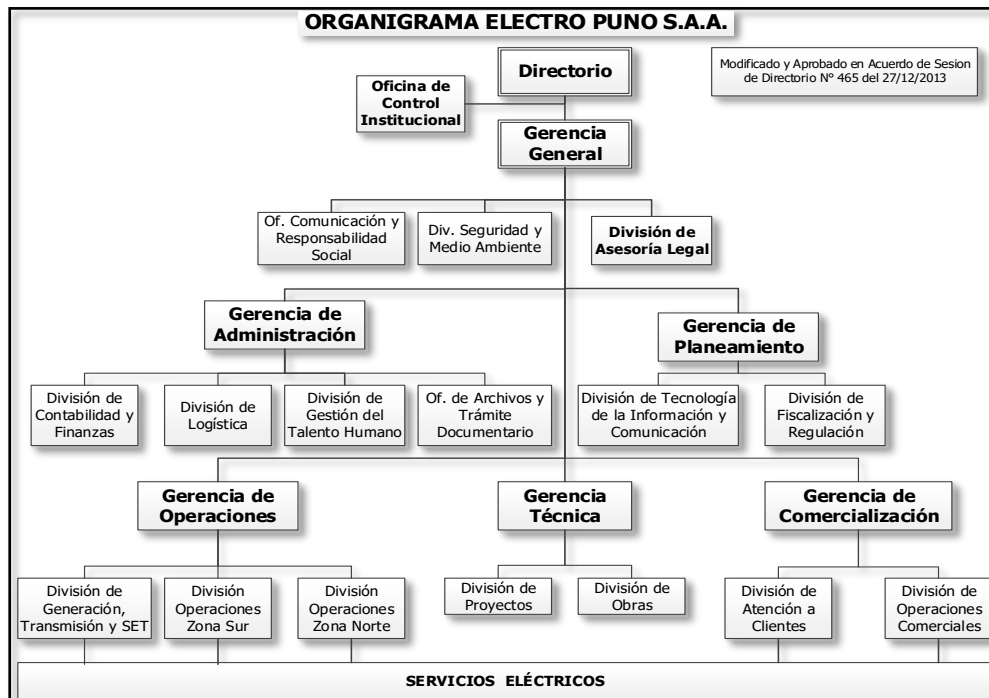 ORGANIGRAMA ELECTRO PUNO S.A.A.
Directorio
Modificado y Aprobado en Acuerdo de Sesion
de Directorio N° 465 del 27/12/2013
Oficina de
Control
Institucional
Gerencia
General
Of. Comunicación y
Responsabilidad
Social
Div. Seguridad y
Medio Ambiente
División de
Asesoría Legal
Gerencia de
Administración
Gerencia de
Planeamiento
División de
Contabilidad y
Finanzas
División de
Logística
División de
Gestión del
Talento Humano
Of. de Archivos y
Trámite
Documentario
División de Tecnología
de la Información y
Comunicación
División de
Fiscalización y
Regulación
Gerencia de
Operaciones
Gerencia
Técnica
Gerencia de
Comercialización
División de
Generación,
Transmisión y SET
División
Operaciones
Zona Sur
División
Operaciones
Zona Norte
División de
Proyectos
División de
Obras
División de
Atención a
Clientes
División de
Operaciones
Comerciales
SERVICIOS ELÉCTRICOS